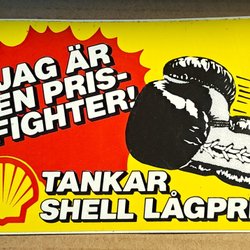 JAG ÄR
EN PRIS-
FIGHTER!
TANKAR
SHELL LÅGPRI